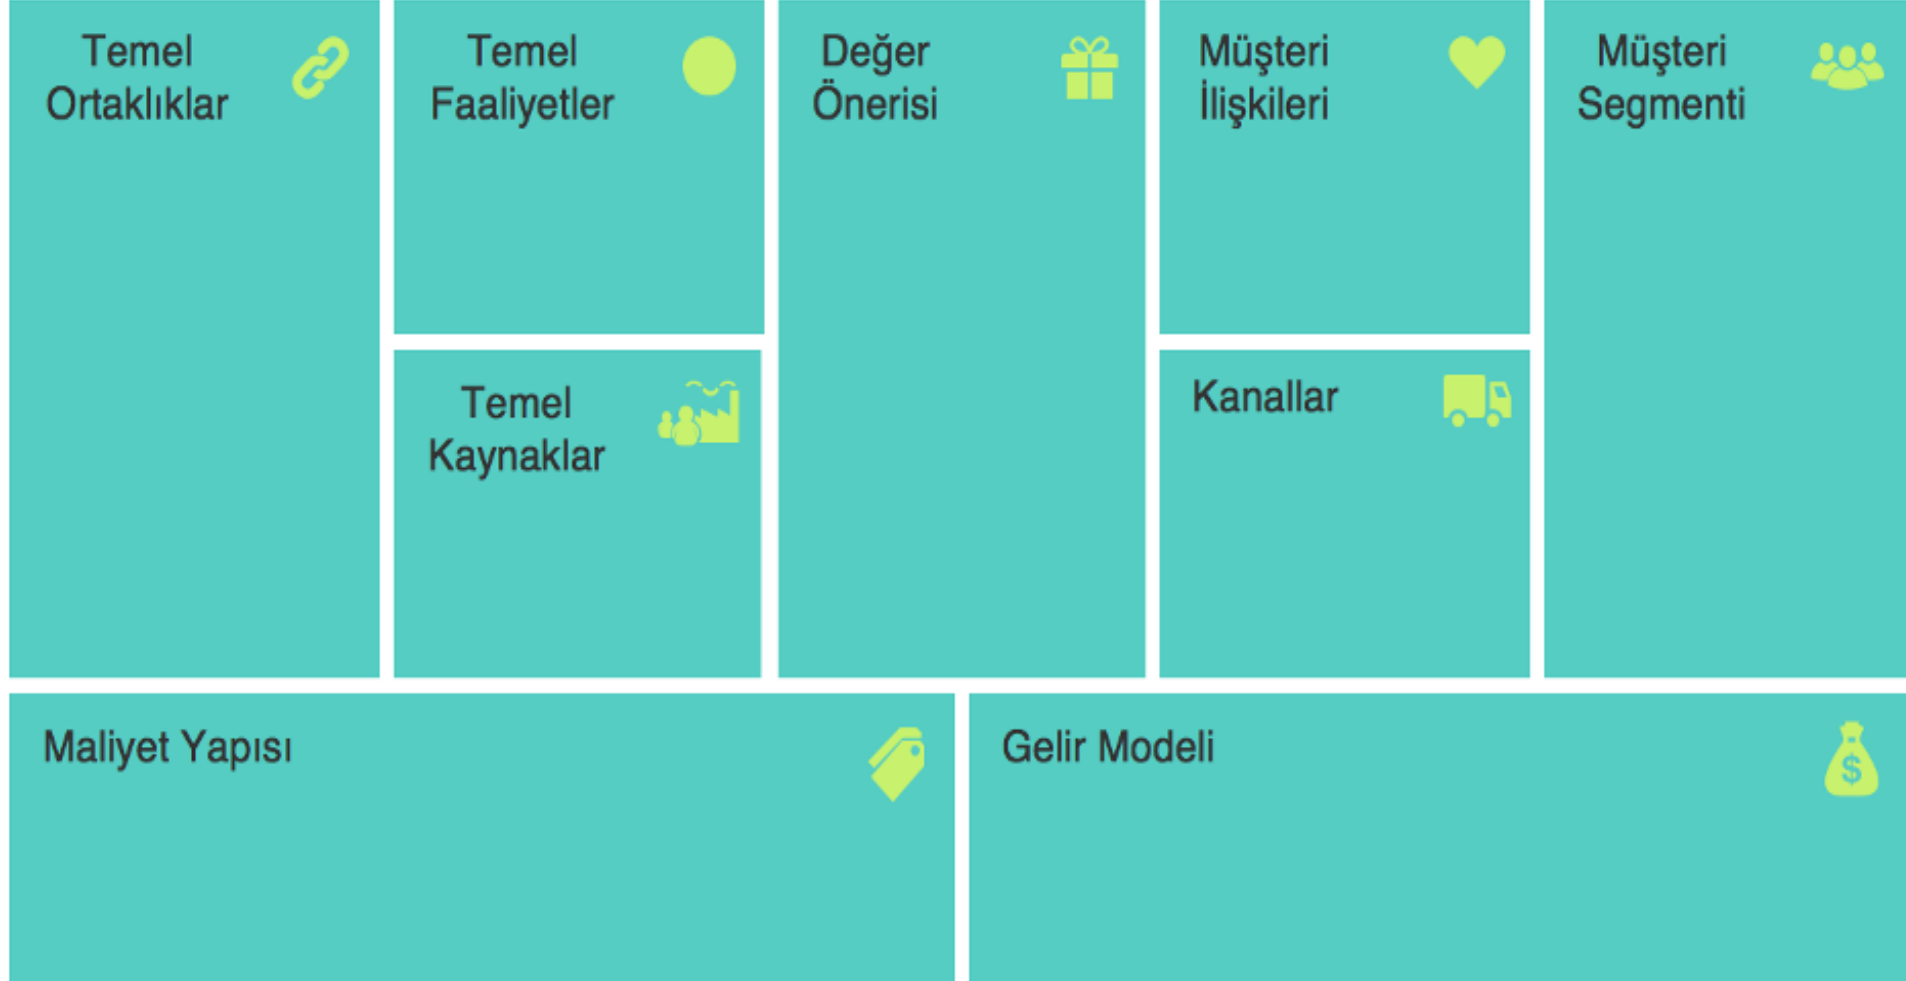 Temel
Ortaklıklar
Temel
Faaliyetler
Değer
Önerisi
Müşteri
İlişkileri
Müşteri
Segmenti
Temel
Kaynaklar
Kanallar
Maliyet Yapısı
Gelir Modeli
$